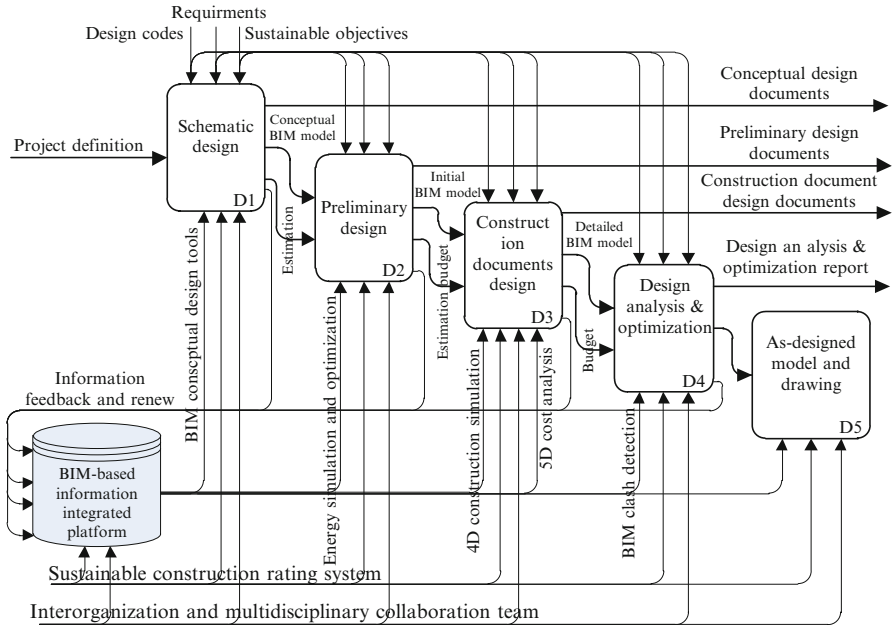 Requirments
Design codes
Sustainable objectives
Conceptual design
documents
Project definition
Schematic
design
D1
Conceptual
BIM model
Estimation
Preliminary design
documents
Preliminary
design
D2
Initial
BIM model
Estimation budget
Construction document
design documents
Construct
ion
documents
design
D3
Detailed
BIM model
Budget
Design an alysis &
optimization report
Design
analysis &
optimization
D4
As-designed
model and
drawing
D5
Information
feedback and renew
BIM-based
information
integrated
platform
BIM consceptual design tools
Energy simulation and optimization
4D construction simulation
5D cost analysis
BIM clash detection
Sustainable construction rating system
Interorganization and multidisciplinary collaboration team